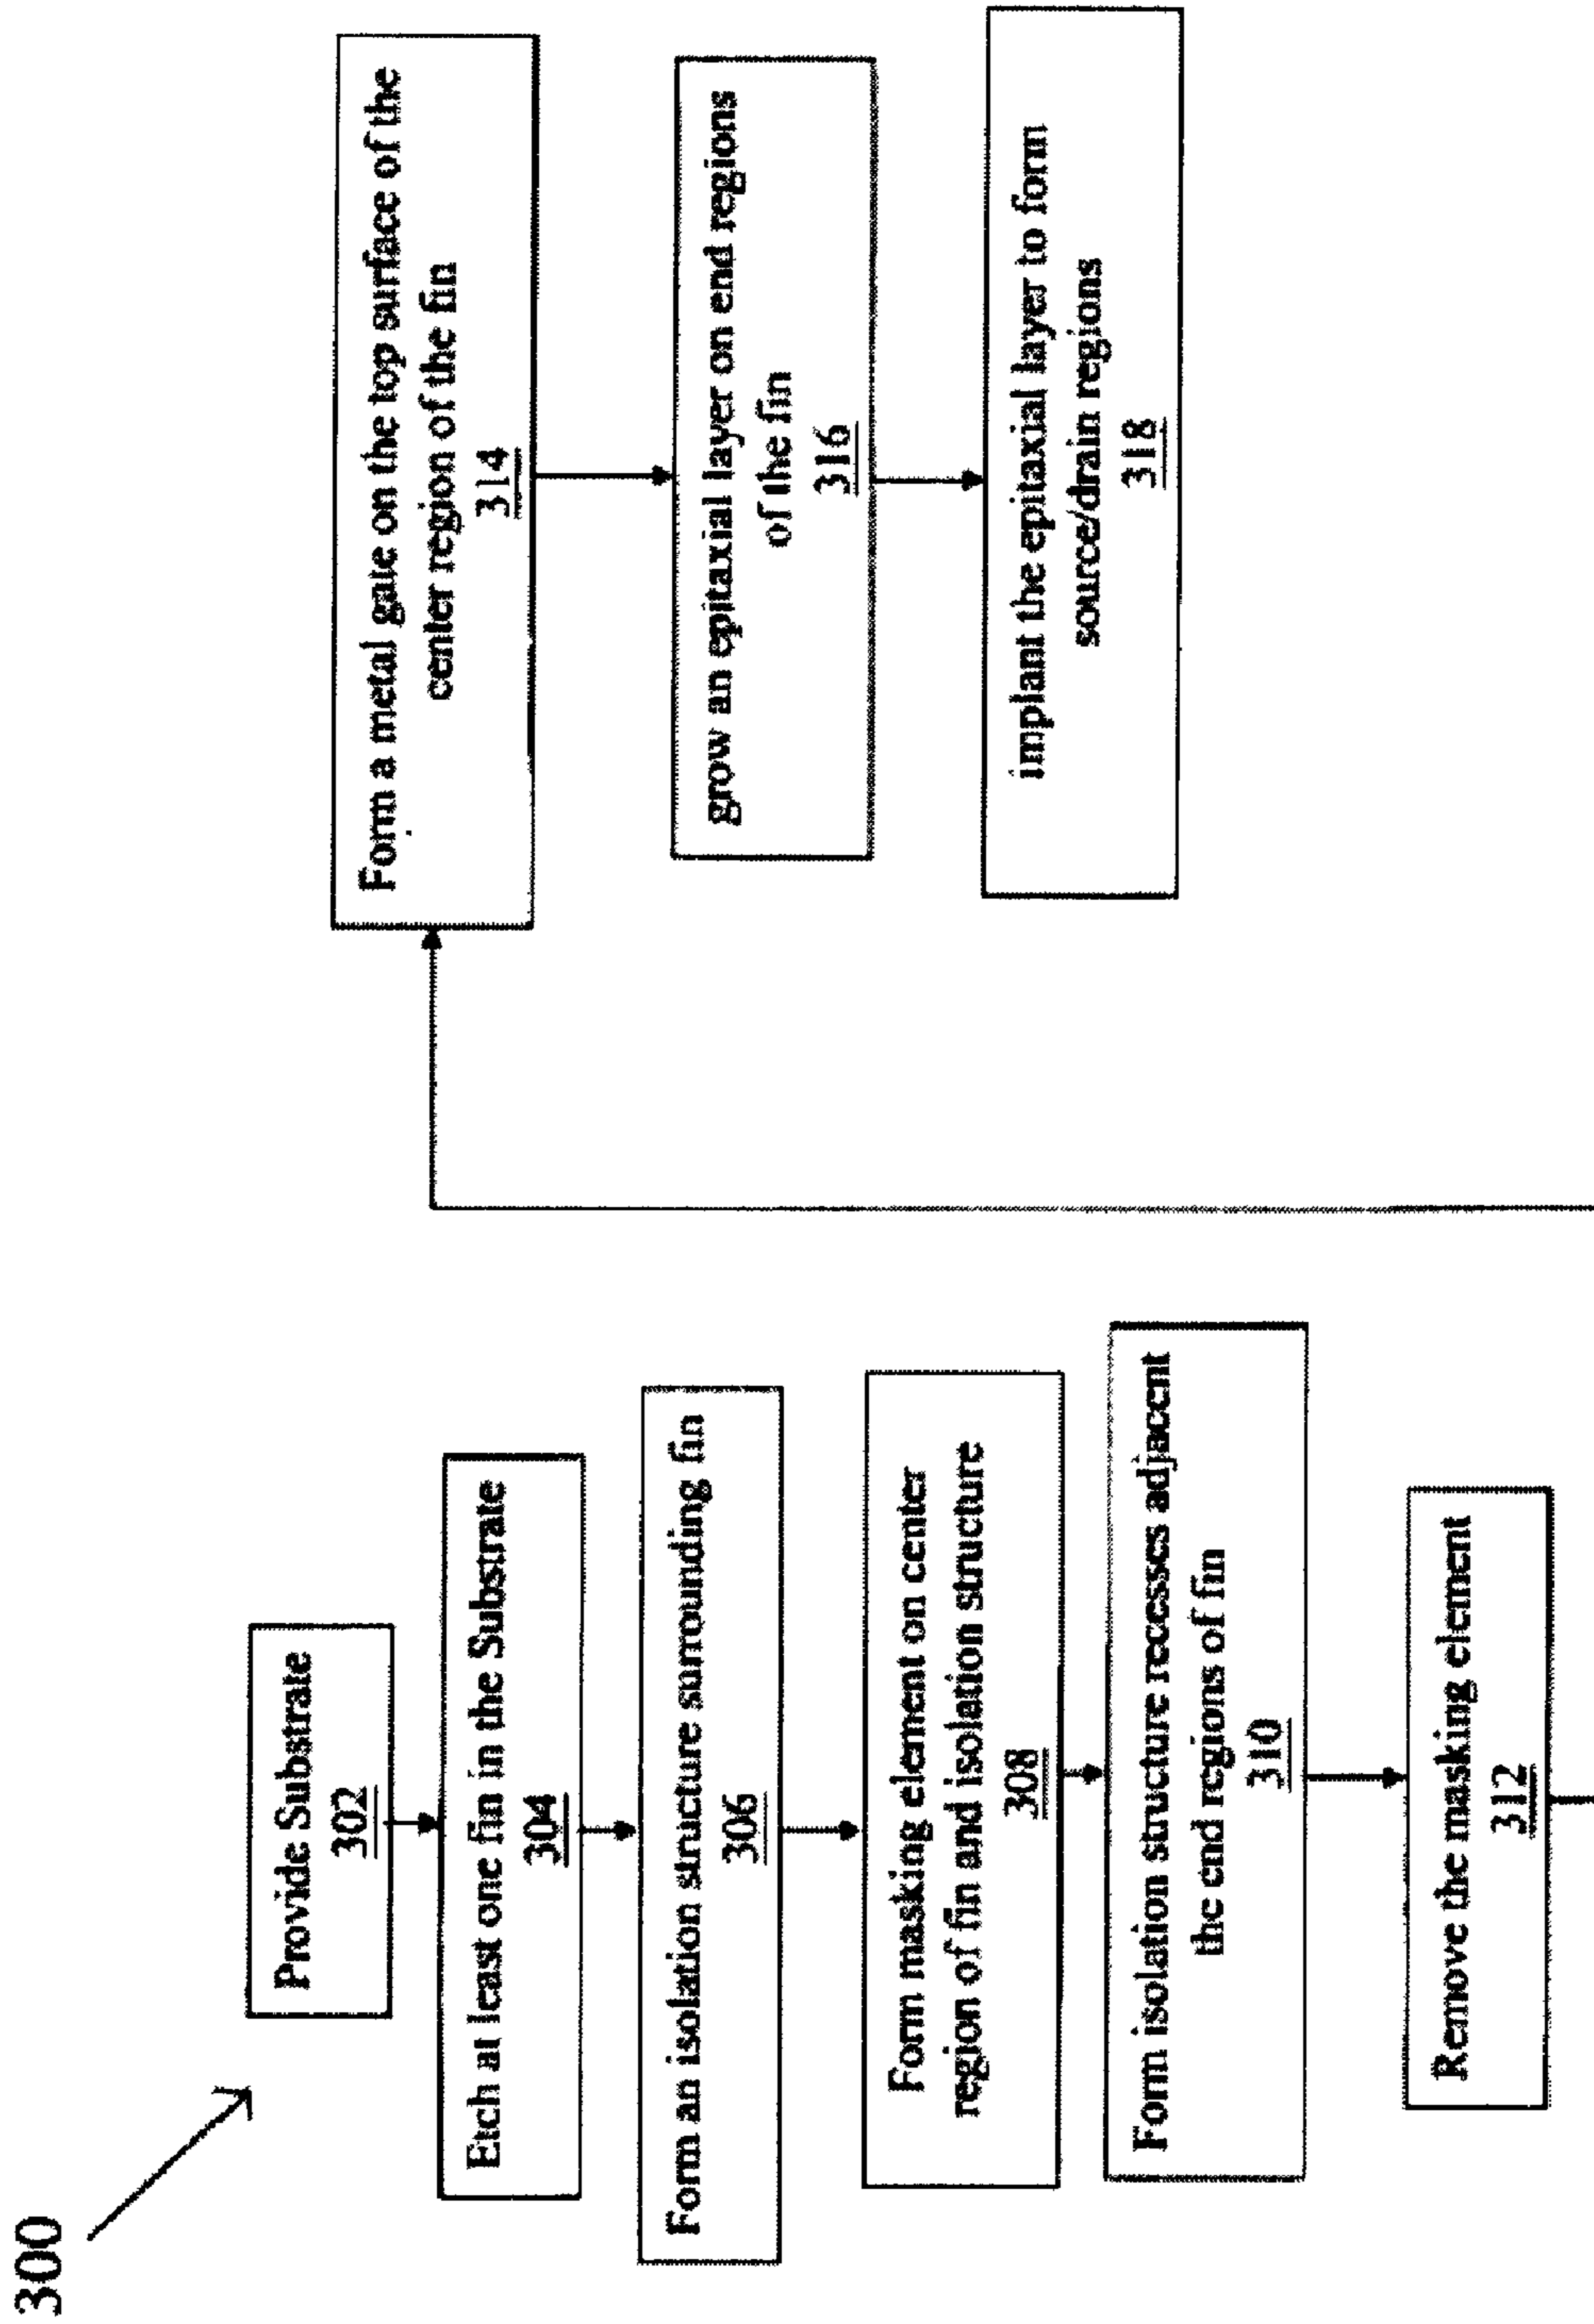 300
Provide Substrate
302
Etch at least one fin in the Substrate
304
Form an isolation structure surrounding fin
306
Form masking element on center
region of fin and isolation structure
308
Form isolation structure recesses adjacent
the end regions of fin
310
Remove the masking element
312
Form a metal gate on the top surface of the
center region of the fin
314
grow an epitaxial layer on end regions
of the fin
316
implant the epitaxial layer to form
source/drain regions
318